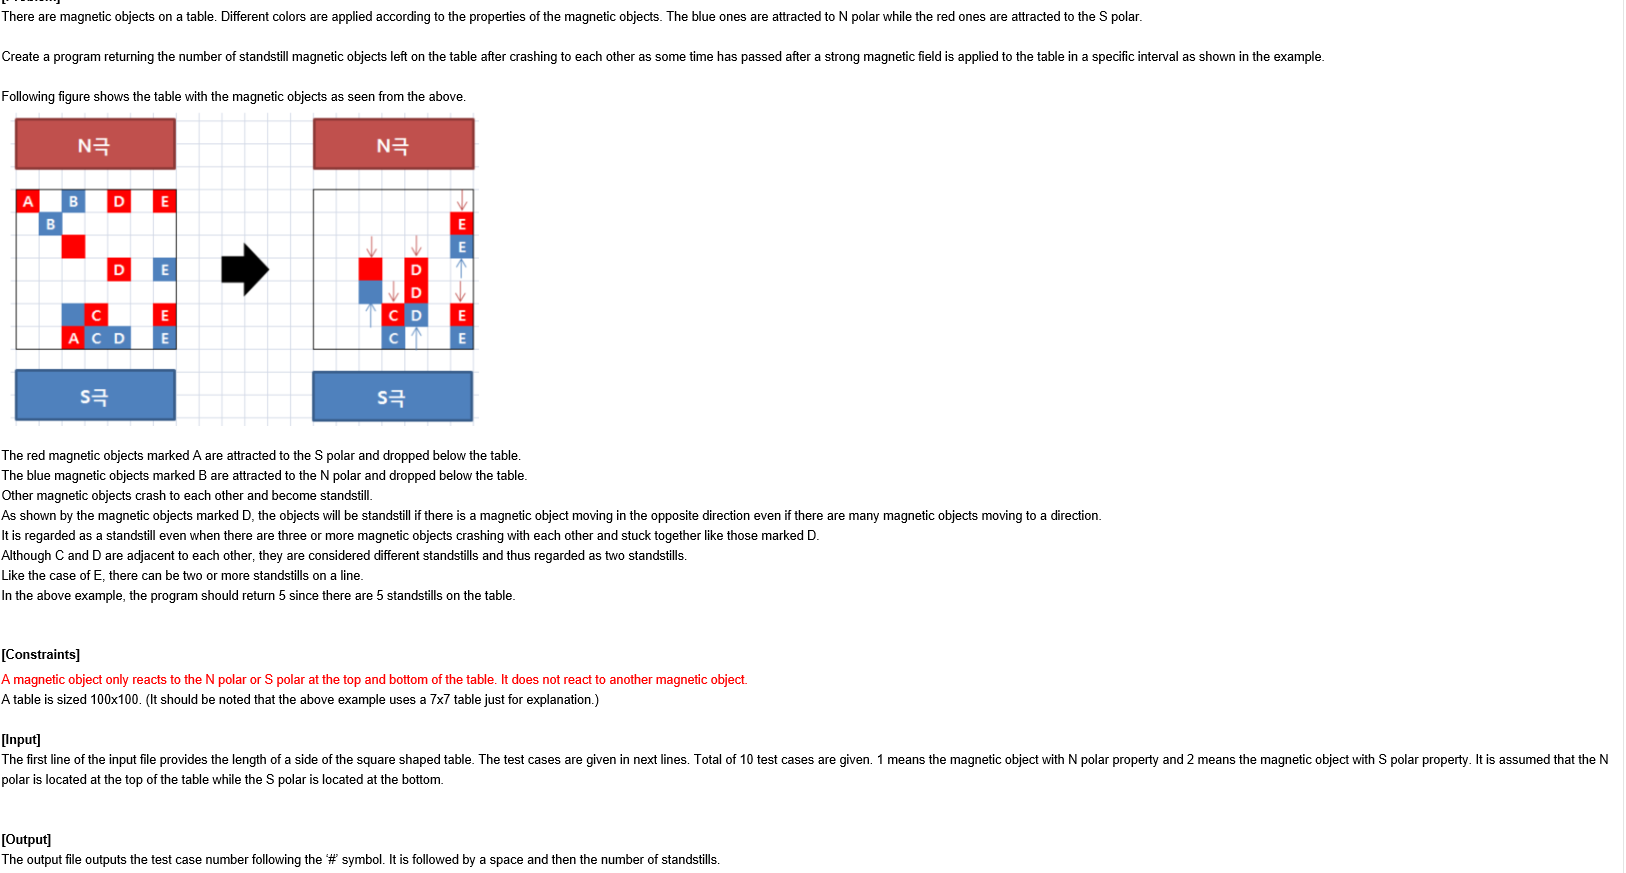 There are magnetic objects on a table. Different colors are applied according to the properties of the magnetic objects. The blue ones are attracted to N polar while the red ones are attracted to the S polar.
Create a program returning the number of standstill magnetic objects left on the table after crashing to each other as some time has passed after a strong magnetic field is applied to the table in a specific interval as shown in the example.
Following figure shows the table with the magnetic objects as seen from the above.
N극 N극
A B D E
B E
E
D E D
D
C E C D E
A C D E C E
S극 S극
The red magnetic objects marked A are attracted to the S polar and dropped below the table.
The blue magnetic objects marked B are attracted to the N polar and dropped below the table.
Other magnetic objects crash to each other and become standstill.
As shown by the magnetic objects marked D, the objects will be standstill if there is a magnetic object moving in the opposite direction even if there are many magnetic objects moving to a direction.
It is regarded as a standstill even when there are three or more magnetic objects crashing with each other and stuck together like those marked D.
Although C and D are adjacent to each other, they are considered different standstills and thus regarded as two standstills.
Like the case of E, there can be two or more standstills on a line.
In the above example, the program should return 5 since there are 5 standstills on the table.
[Constraints]
A magnetic object only reacts to the N polar or S polar at the top and bottom of the table. It does not react to another magnetic object.
A table is sized 100x100. (It should be noted that the above example uses a 7x7 table just for explanation.)
[Input]
The first line of the input file provides the length of a side of the square shaped table. The test cases are given in next lines. Total of 10 test cases are given. 1 means the magnetic object with N polar property and 2 means the magnetic object with S polar property. It is assumed that the N
polar is located at the top of the table while the S polar is located at the bottom.
[Output]
The output file outputs the test case number following the '#' symbol. It is followed by a space and then the number of standstills.